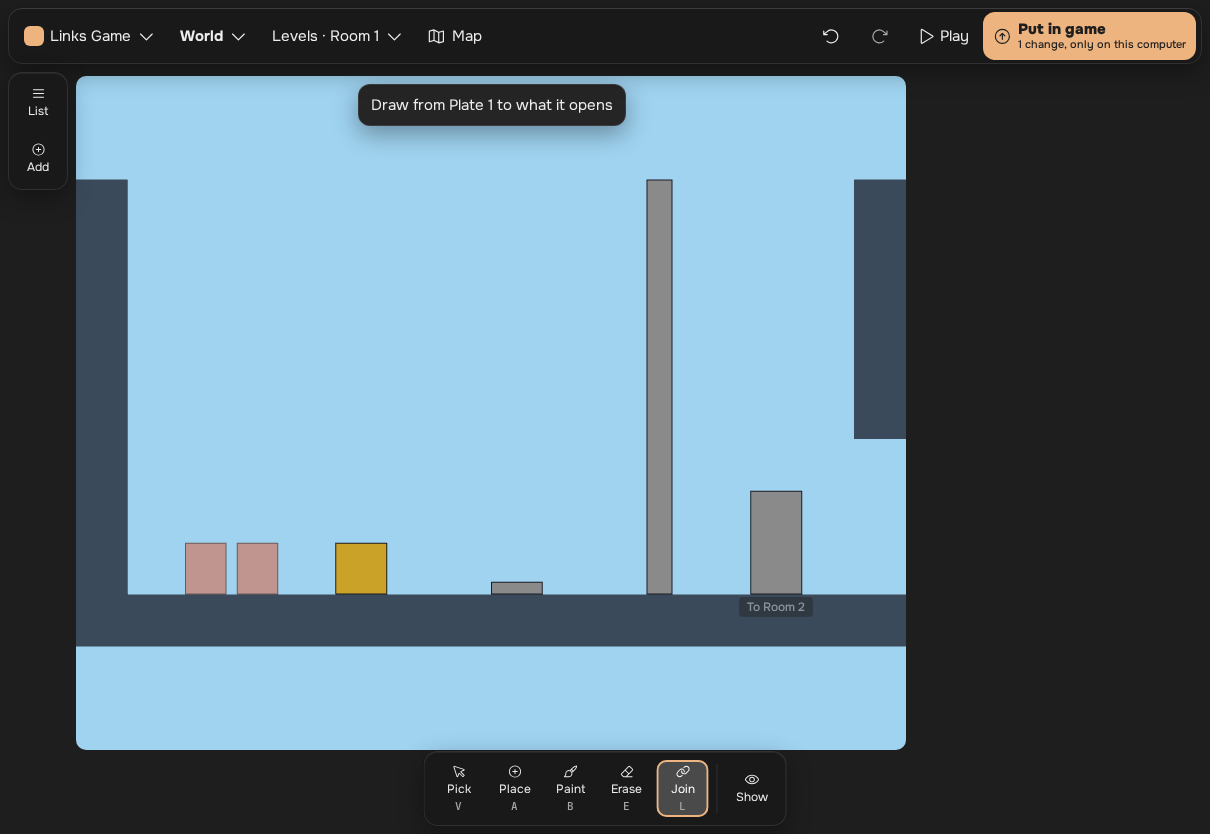 Links Game
World
Levels · Room 1
Map
Play
Put in game
1 change, only on this computer
List
Add
Draw from Plate 1 to what it opens
To Room 2
Pick
V
Place
A
Paint
B
Erase
E
Join
L
Show